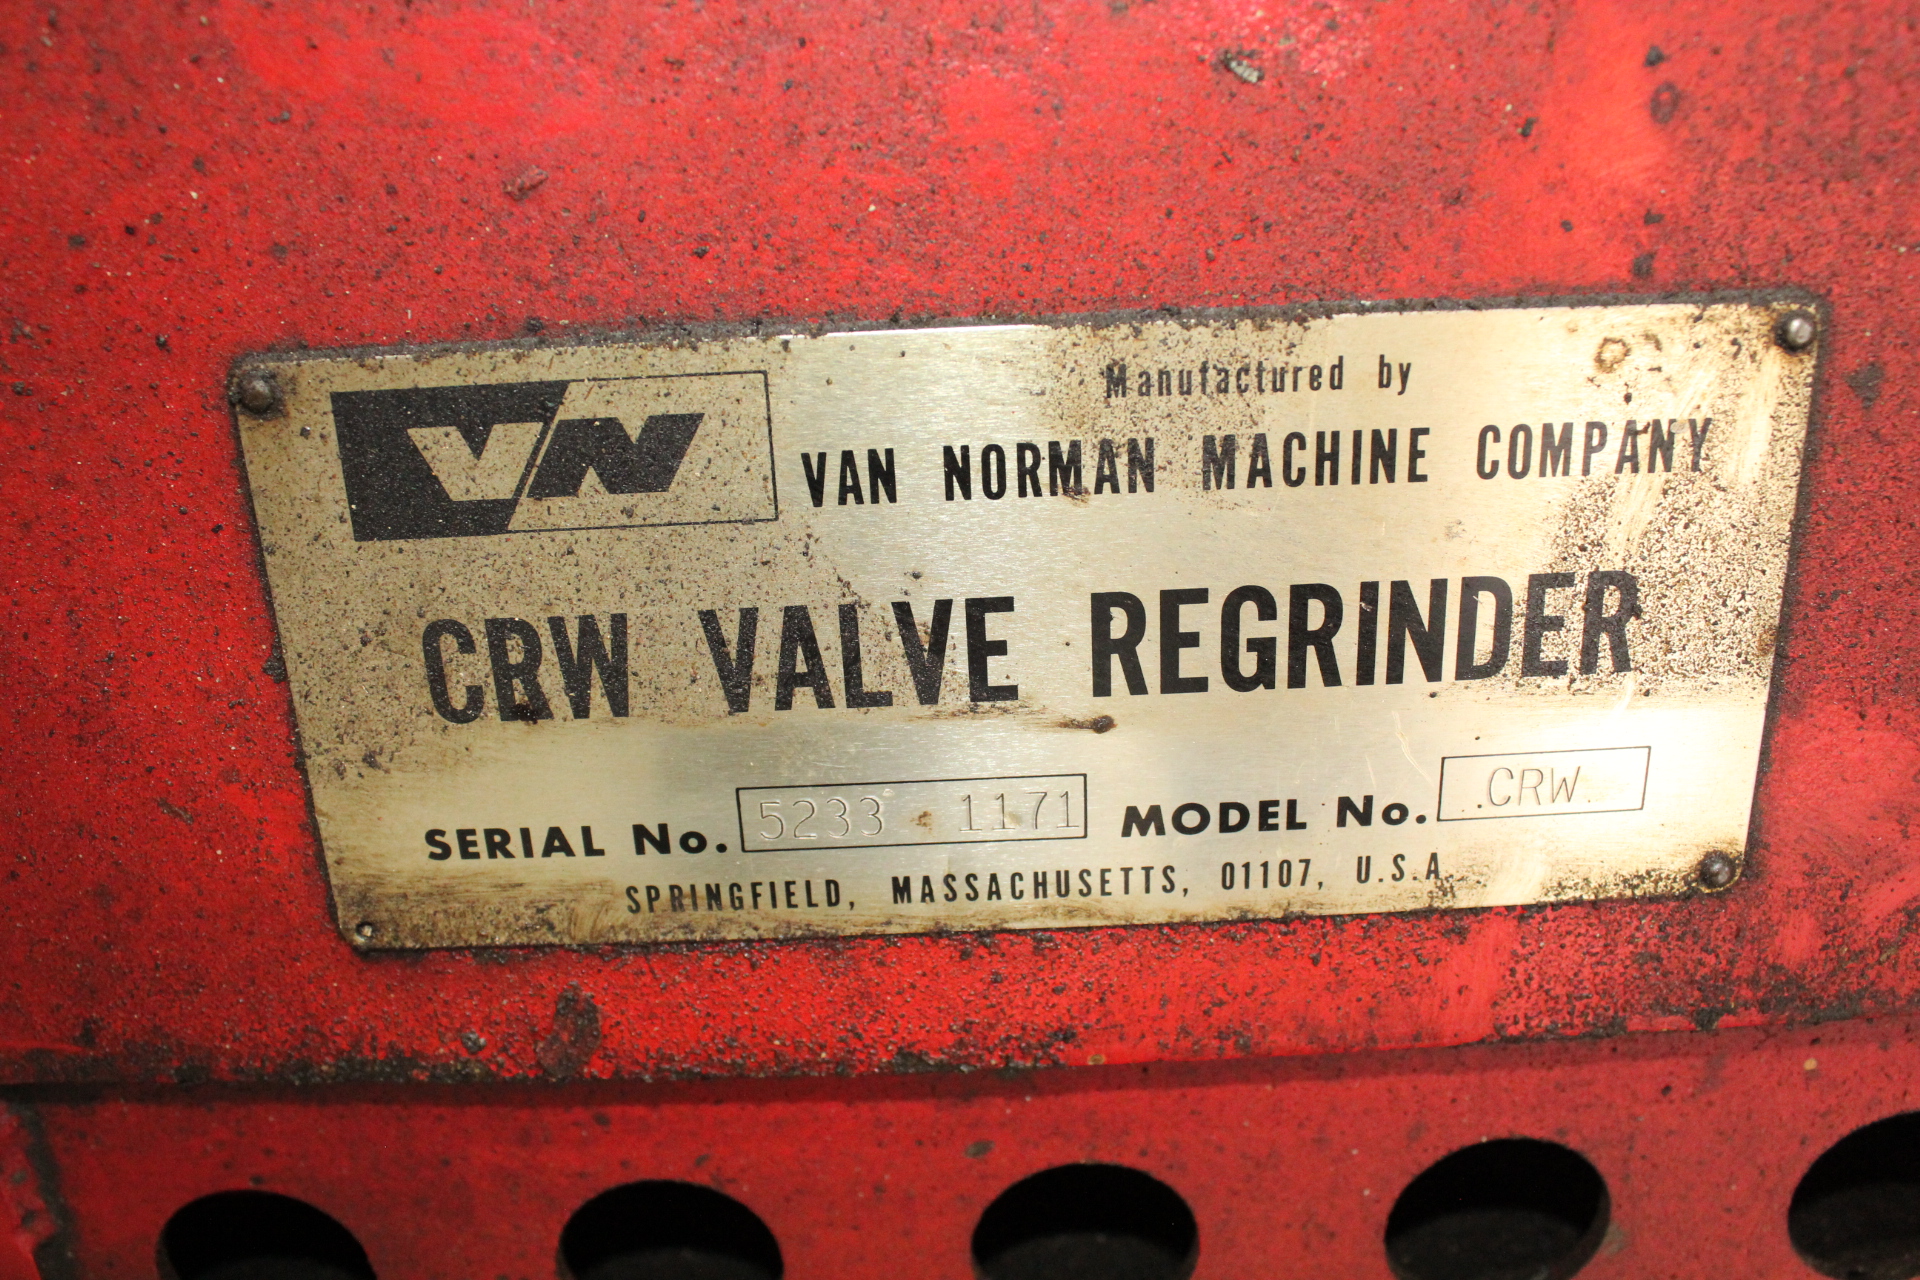 VN
Manufactured by
VAN NORMAN MACHINE COMPANY
CRW VALVE REGRINDER
SERIAL No. 5233 1171 MODEL No. CRW
SPRINGFIELD, MASSACHUSETTS, 01107, U.S.A.